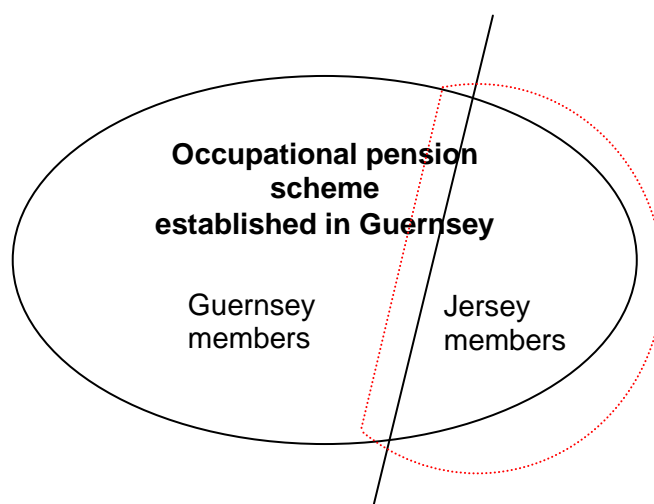 Occupational pension
scheme
established in Guernsey
Guernsey
members
Jersey
members